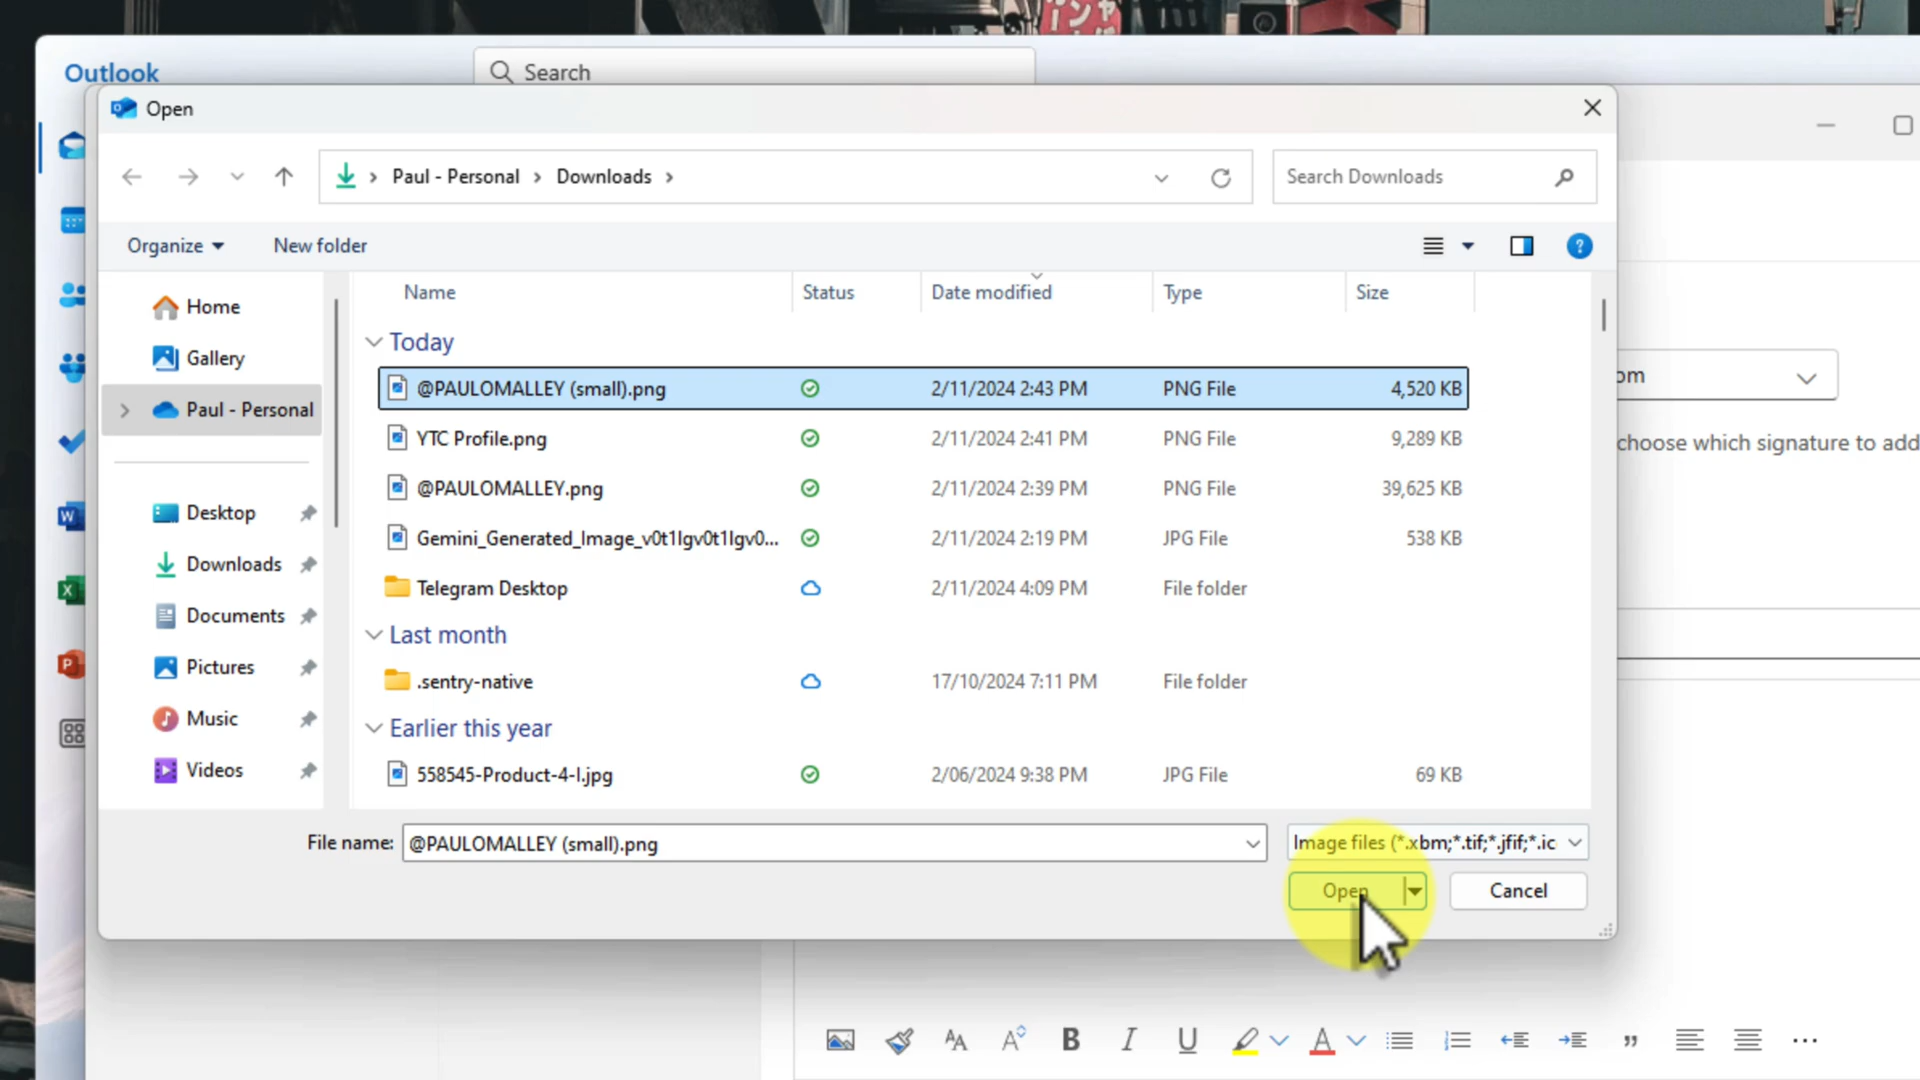 ャ
ーン
Outlook
Search
Open
Paul - Personal > Downloads >
Search Downloads
Organize
New folder
Name Status Date modified Type Size
Home
Gallery
Paul - Personal
Desktop
Downloads
Documents
Pictures
Music
Videos
Today
@PAULOMALLEY (small).png 2/11/2024 2:43 PM PNG File 4,520 KB
YTC Profile.png 2/11/2024 2:41 PM PNG File 9,289 KB
@PAULOMALLEY.png 2/11/2024 2:39 PM PNG File 39,625 KB
Gemini_Generated_Image_v0t1lgv0t1lgv0... 2/11/2024 2:19 PM JPG File 538 KB
Telegram Desktop 2/11/2024 4:09 PM File folder
Last month
.sentry-native 17/10/2024 7:11 PM File folder
Earlier this year
558545-Product-4-I.jpg 2/06/2024 9:38 PM JPG File 69 KB
om
choose which signature to add
File name: @PAULOMALLEY (small).png
Image files (*.xbm;*.tif;*.jfif;*.ic
Open
Cancel